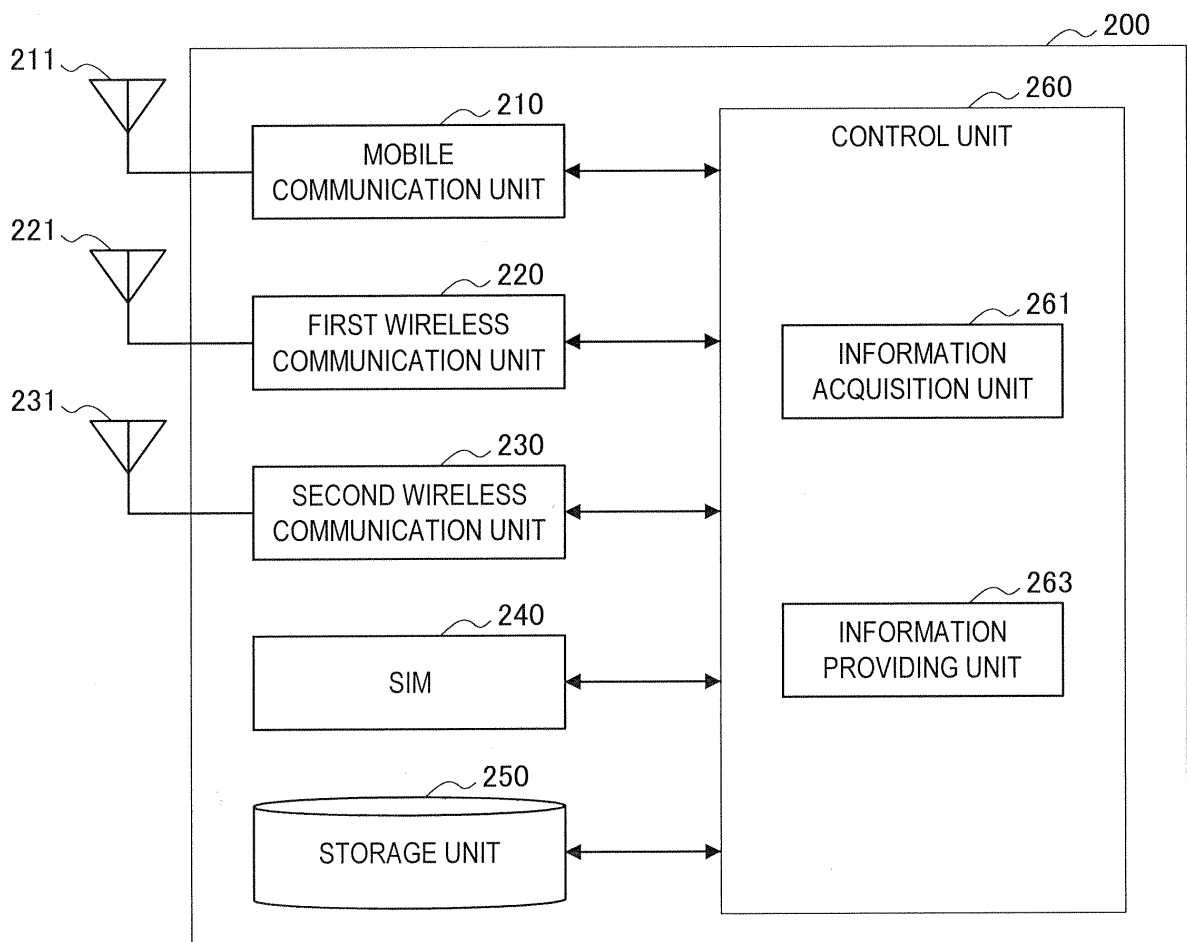 200
211
210
MOBILE
COMMUNICATION UNIT
260
CONTROL UNIT
221
220
FIRST WIRELESS
COMMUNICATION UNIT
261
INFORMATION
ACQUISITION UNIT
231
230
SECOND WIRELESS
COMMUNICATION UNIT
240
SIM
263
INFORMATION
PROVIDING UNIT
250
STORAGE UNIT